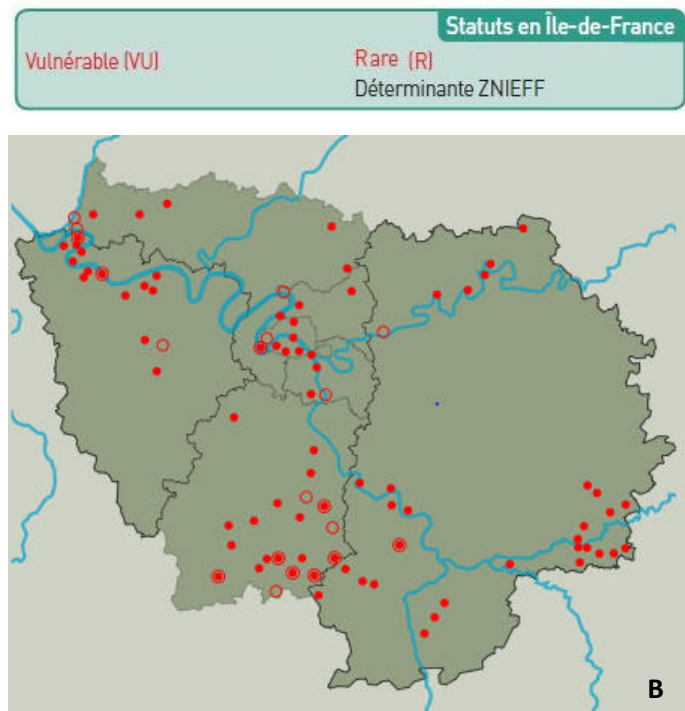 Statuts en Île-de-France
Vulnérable (VU)
Rare (R)
Déterminante ZNIEFF
B